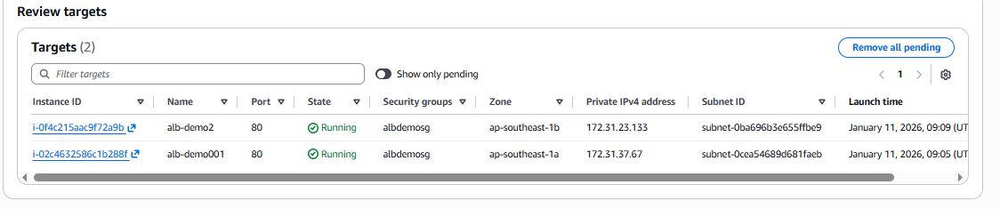 Review targets
Targets (2)
Remove all pending
Filter targets
Show only pending
1
Instance ID Name Port State Security groups Zone Private IPv4 address Subnet ID Launch time
i-0f4c215aac9f72a9b alb-demo2 80 Running albdemosg ap-southeast-1b 172.31.23.133 subnet-0ba696b3e655ffbe9 January 11, 2026, 09:09 (UT
i-02c4632586c1b288f alb-demo001 80 Running albdemosg ap-southeast-1a 172.31.37.67 subnet-0cea54689d681faeb January 11, 2026, 09:05 (UT